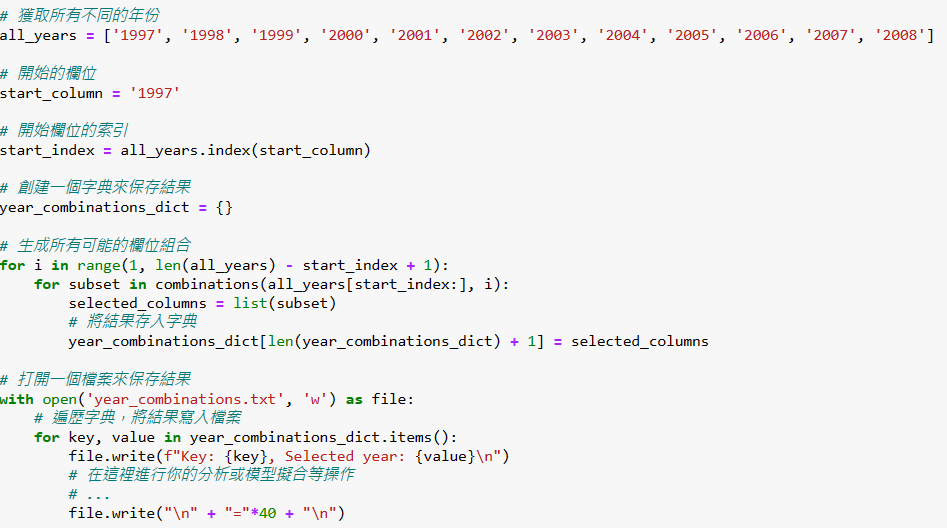 # 獲取所有不同的年份
all_years = ['1997', '1998', '1999', '2000', '2001', '2002', '2003', '2004', '2005', '2006', '2007', '2008']
# 開始的欄位
start_column = '1997'
# 開始欄位的索引
start_index = all_years.index(start_column)
# 創建一個字典來保存結果
year_combinations_dict = {}
# 生成所有可能的欄位組合
for i in range(1, len(all_years) - start_index + 1):
    for subset in combinations(all_years[start_index:], i):
        selected_columns = list(subset)
        # 將結果存入字典
        year_combinations_dict[len(year_combinations_dict) + 1] = selected_columns
# 打開一個檔案來保存結果
with open('year_combinations.txt', 'w') as file:
    # 遍歷字典，將結果寫入檔案
    for key, value in year_combinations_dict.items():
        file.write(f"Key: {key}, Selected year: {value}\n")
        # 在這裡進行你的分析或模型擬合等操作
        # ...
        file.write("\n" + "="*40 + "\n")